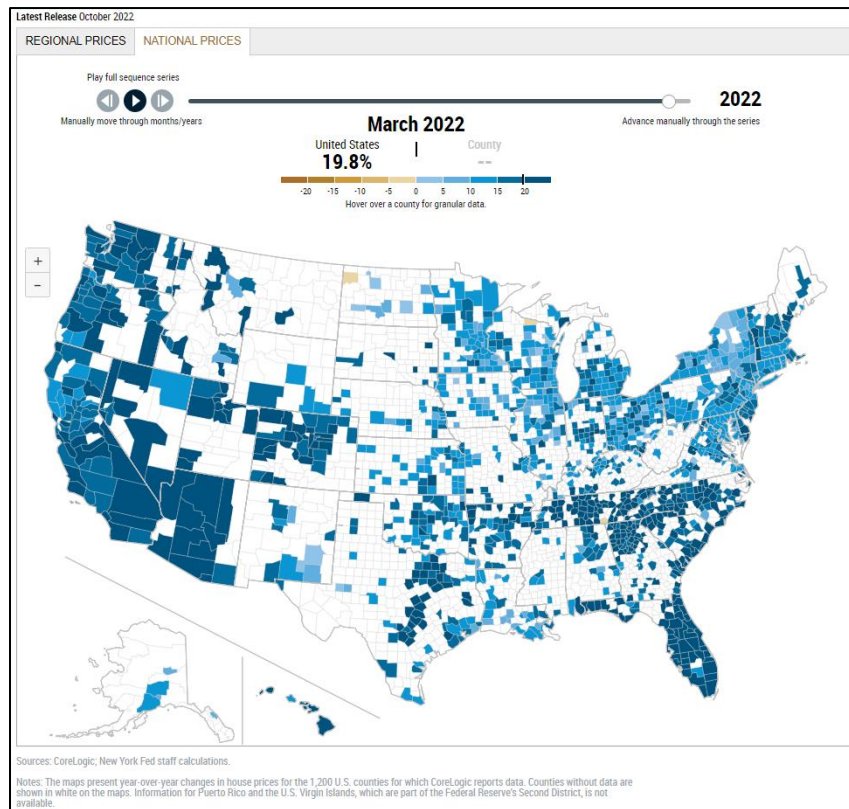 Latest Release October 2022
REGIONAL PRICES NATIONAL PRICES
Play full sequence series
2022
Manually move through months/years
Advance manually through the series
March 2022
United States County
19.8% --
-20 -15 -10 -5 0 5 10 15 20
Hover over a county for granular data.
+
−
Sources: CoreLogic; New York Fed staff calculations.
Notes: The maps present year-over-year changes in house prices for the 1,200 U.S. counties for which CoreLogic reports data. Counties without data are
shown in white on the maps. Information for Puerto Rico and the U.S. Virgin Islands, which are part of the Federal Reserve's Second District, is not
available.